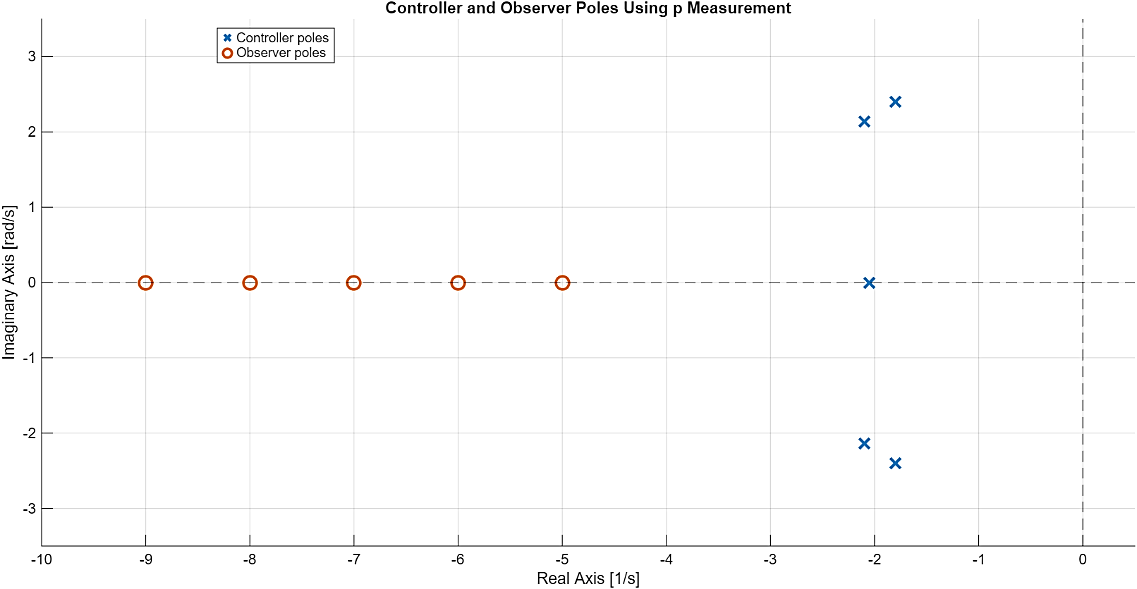 Controller and Observer Poles Using p Measurement
Controller poles
Observer poles
Imaginary Axis [rad/s]
3
2
1
0
-1
-2
-3
-10 -9 -8 -7 -6 -5 -4 -3 -2 -1 0
Real Axis [1/s]